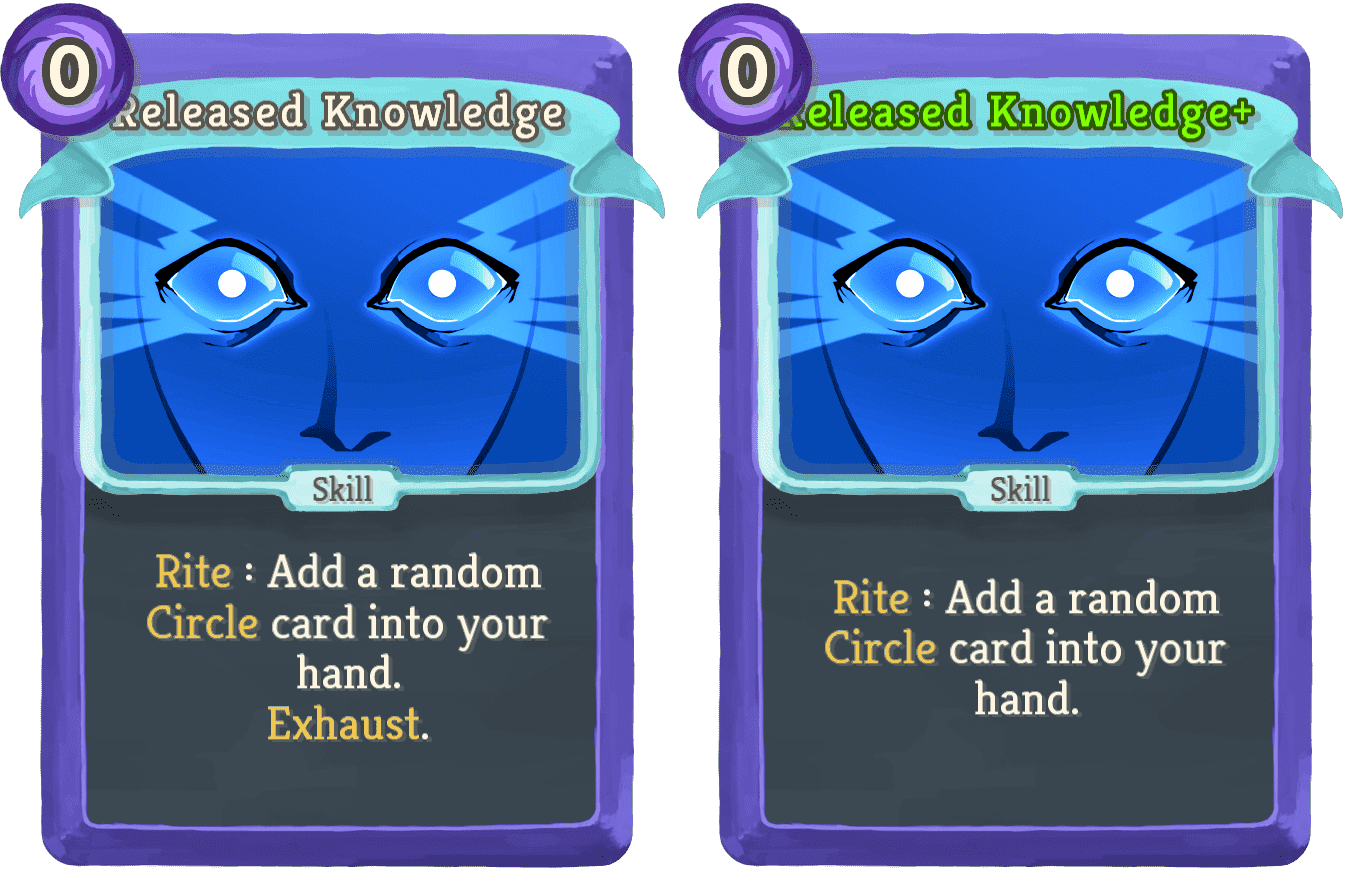 0
Released Knowledge
Skill
Rite : Add a random
Circle card into your
hand.
Exhaust.
0
Released Knowledge+
Skill
Rite : Add a random
Circle card into your
hand.